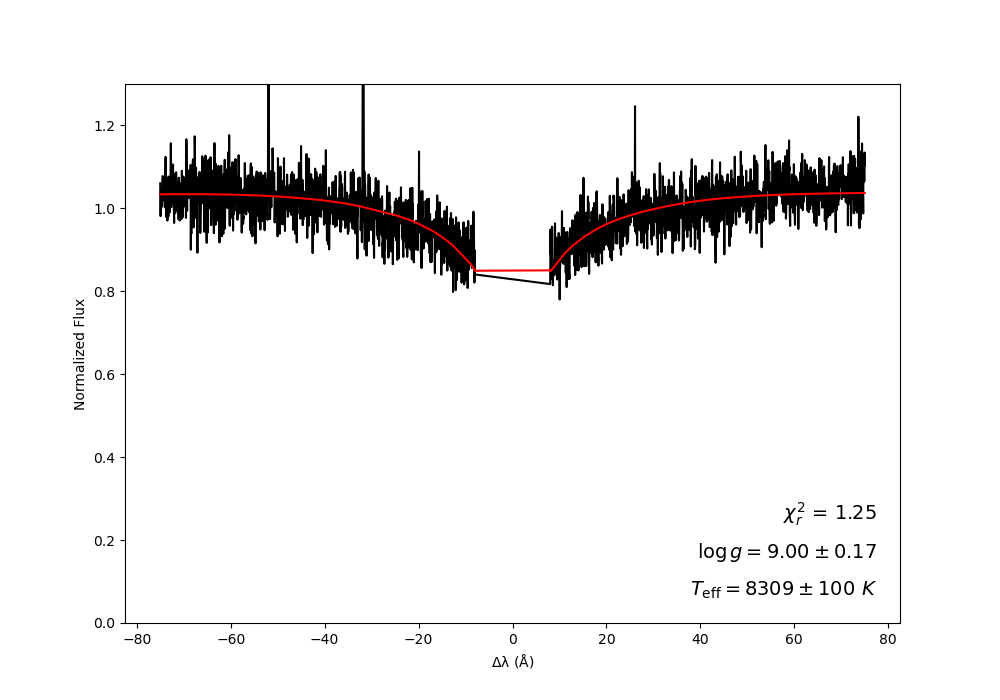 1.2
1.0
0.8
0.6
0.4
0.2
0.0
Normalized Flux
χ²ᵣ = 1.25
log g = 9.00 ± 0.17
T_eff = 8309 ± 100 K
−80 −60 −40 −20 0 20 40 60 80
Δλ (Å)